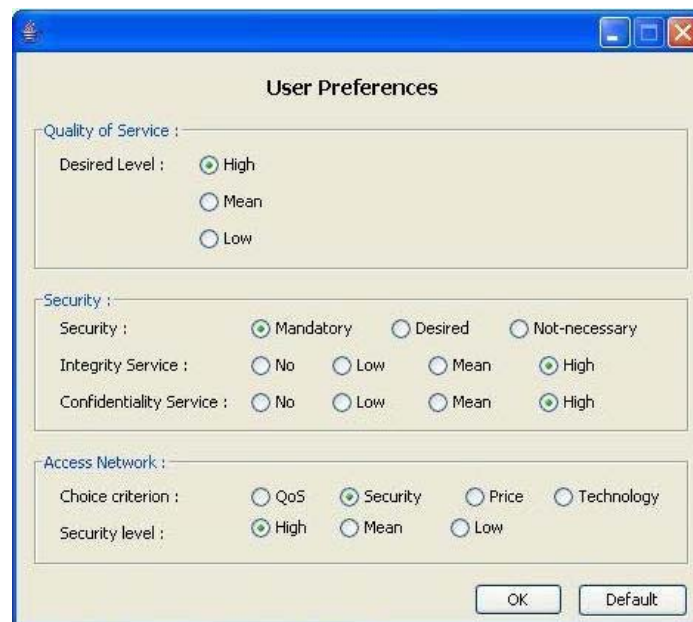 User Preferences
Quality of Service :
Desired Level : High
Mean
Low
Security :
Security : Mandatory Desired Not-necessary
Integrity Service : No Low Mean High
Confidentiality Service : No Low Mean High
Access Network :
Choice criterion : QoS Security Price Technology
Security level : High Mean Low
OK Default